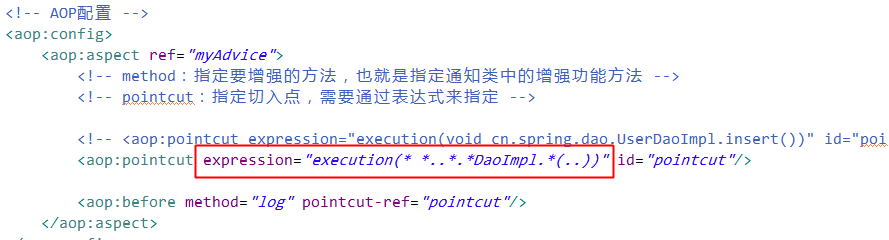 <!-- AOP配置 -->
<aop:config>
<aop:aspect ref="myAdvice">
<!-- method：指定要增强的方法，也就是指定通知类中的增强功能方法 -->
<!-- pointcut：指定切入点，需要通过表达式来指定 -->
<!-- <aop:pointcut expression="execution(void cn.spring.dao.UserDaoImpl.insert())" id="poi
<aop:pointcut expression="execution(* *..*.*DaoImpl.*(..))" id="pointcut"/>
<aop:before method="log" pointcut-ref="pointcut"/>
</aop:aspect>